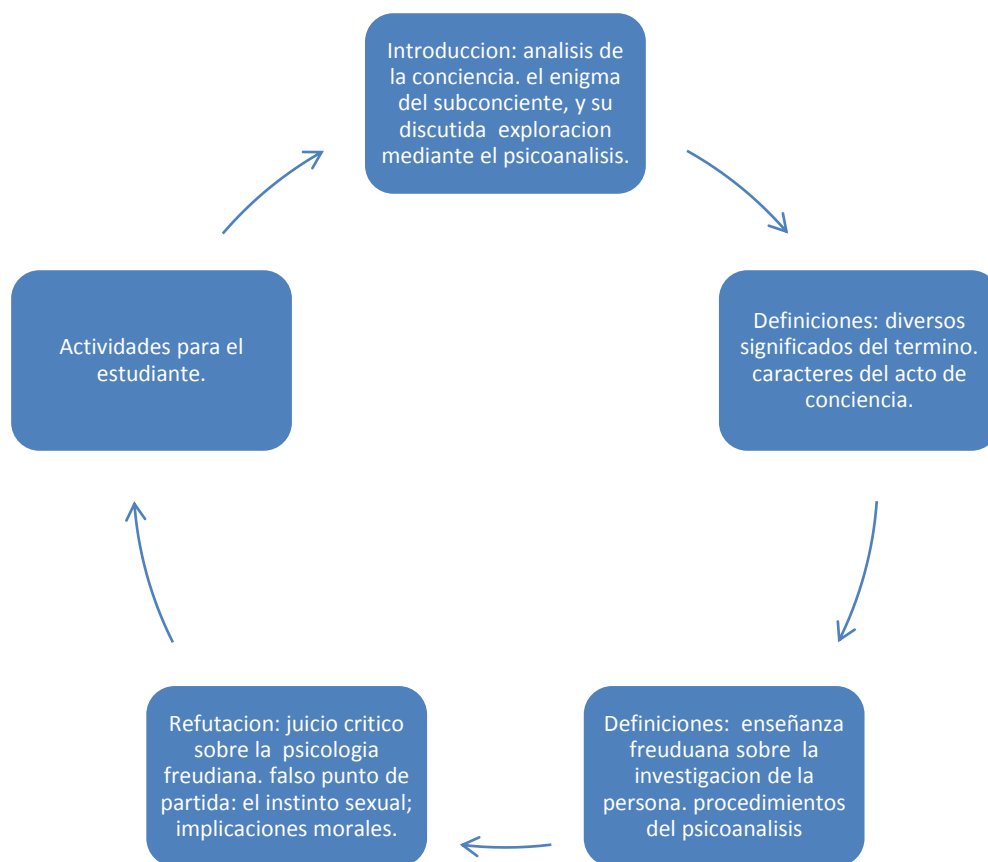 Introduccion: analisis de
la conciencia. el enigma
del subconciente, y su
discutida exploracion
mediante el psicoanalisis.
Definiciones: diversos
significados del termino.
caracteres del acto de
conciencia.
Definiciones: enseñanza
freuduana sobre la
investigacion de la
persona. procedimientos
del psicoanalisis
Refutacion: juicio critico
sobre la psicologia
freudiana. falso punto de
partida: el instinto sexual;
implicaciones morales.
Actividades para el
estudiante.